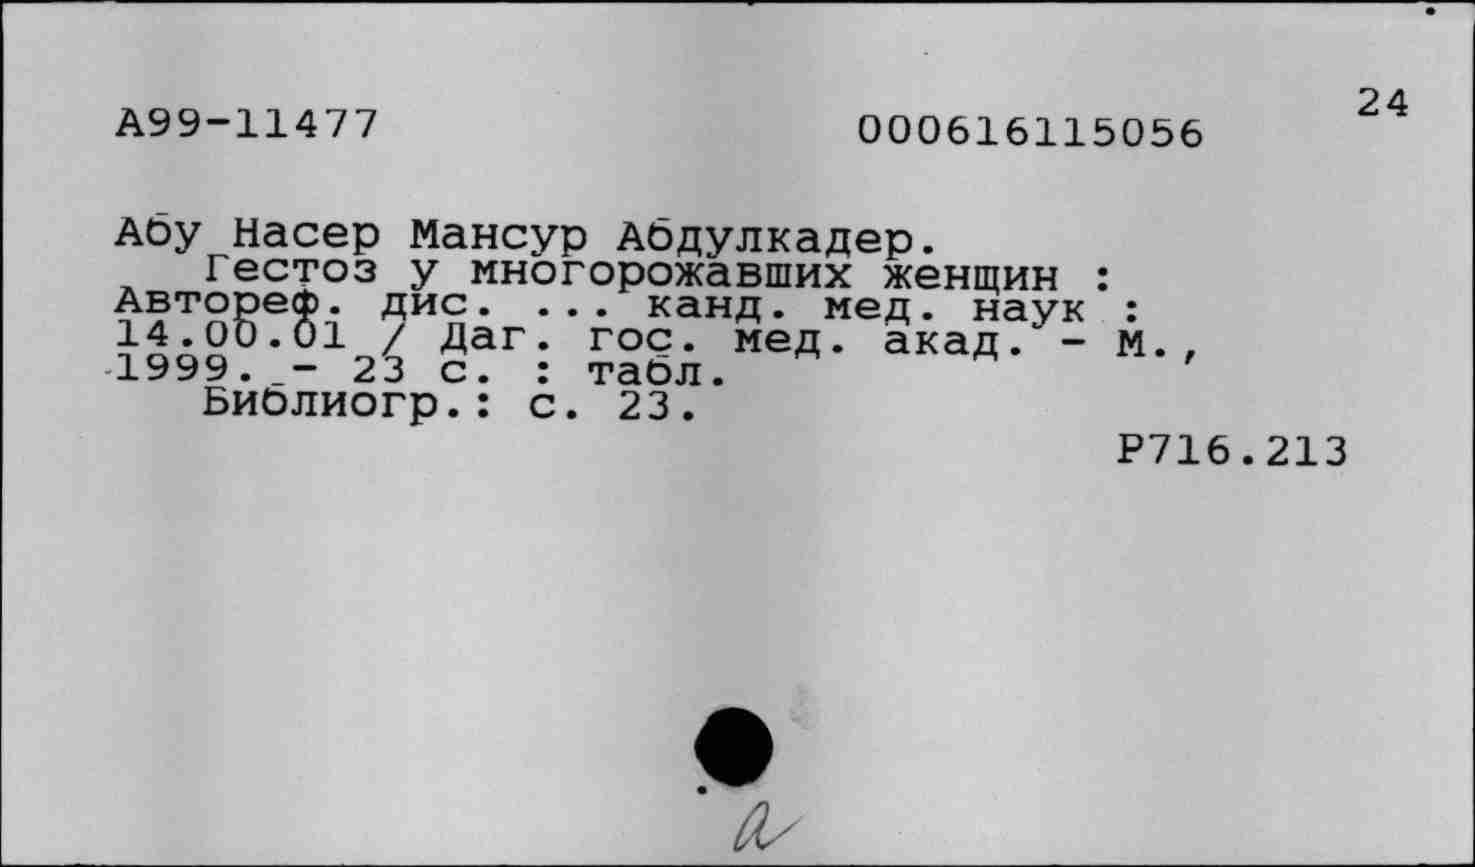 24
А99-11477 000616115056
Абу Насер Мансур Абдулкадер.
Гестоз у многорожавших женщин :
Автореф. дис. ... канд. мед. наук :
14.00.01 / Даг. гос. мед. акад. - М.,
1999. - 23 с. : табл.
Библиогр.: с. 23.
Р716.213
а